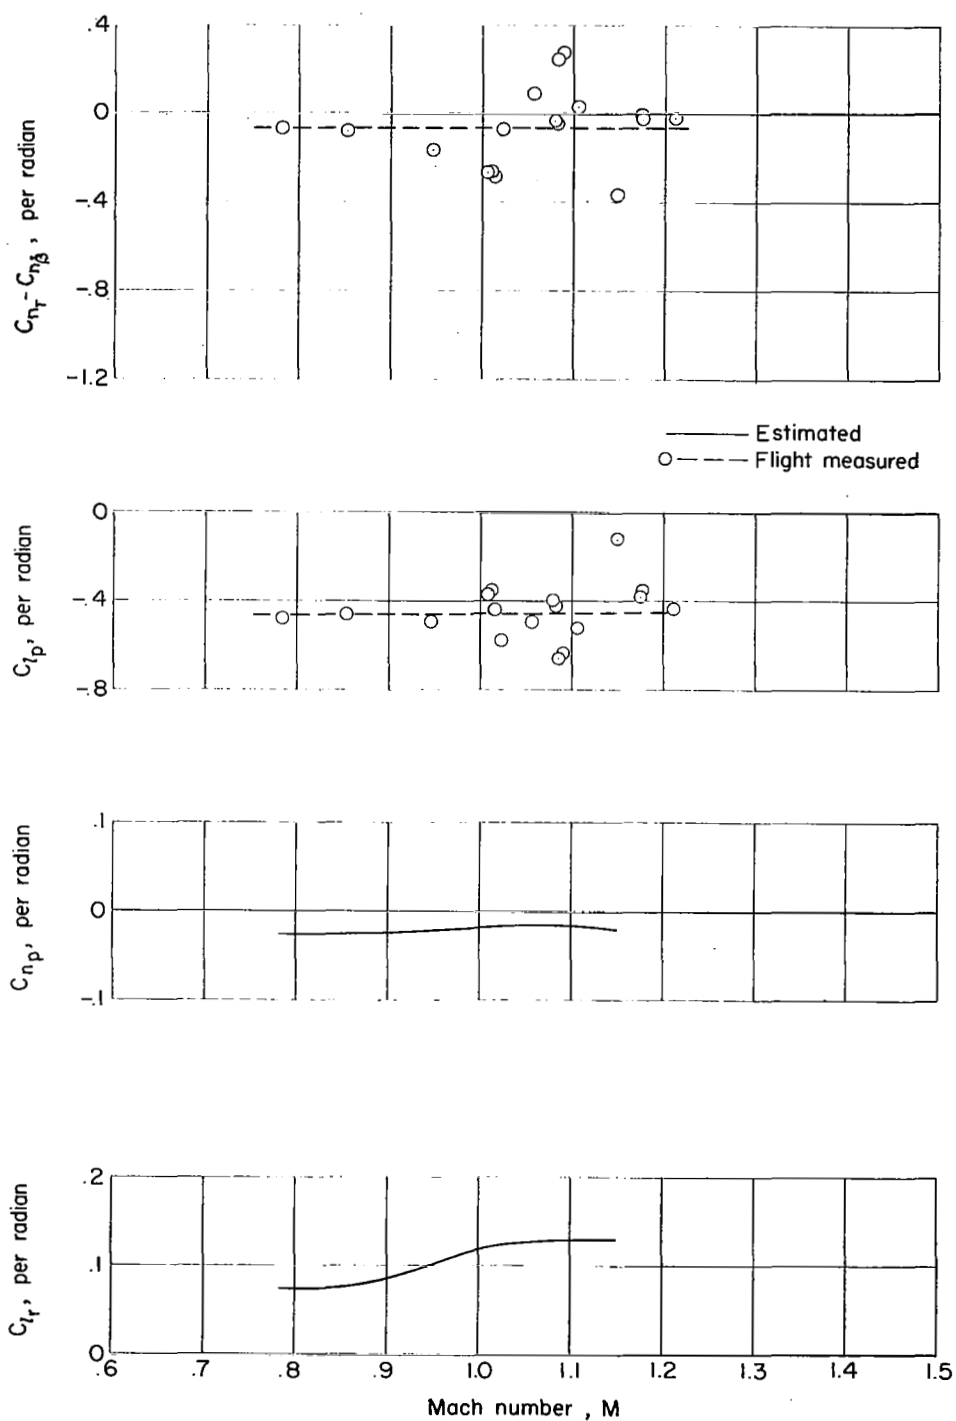 .4
0
-.4
-.8
-1.2
C_{n_r} - C_{n_β̇}, per radian
Estimated
Flight measured
0
-.4
-.8
C_{l_p}, per radian
.1
0
-.1
C_{n_p}, per radian
.2
.1
0
C_{l_r}, per radian
.6 .7 .8 .9 1.0 1.1 1.2 1.3 1.4 1.5
Mach number , M